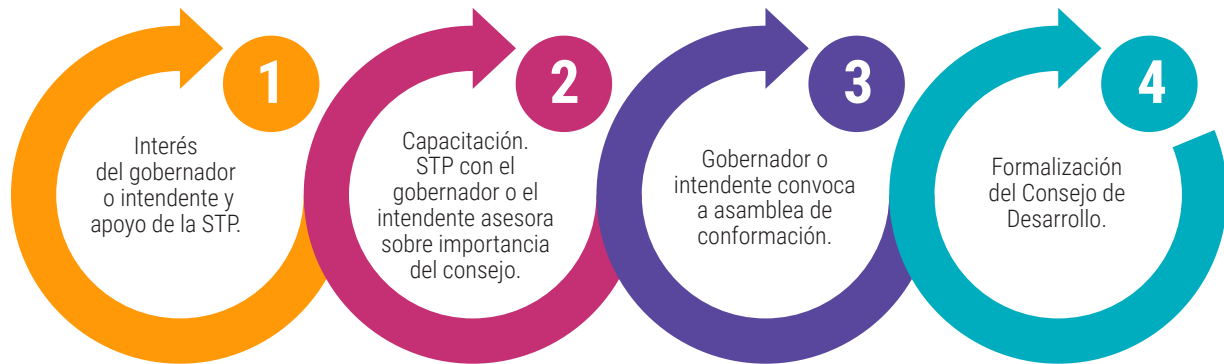 1
Interés
del gobernador
o intendente y
apoyo de la STP.
2
Capacitación.
STP con el
gobernador o el
intendente asesora
sobre importancia
del consejo.
3
Gobernador o
intendente convoca
a asamblea de
conformación.
4
Formalización
del Consejo de
Desarrollo.